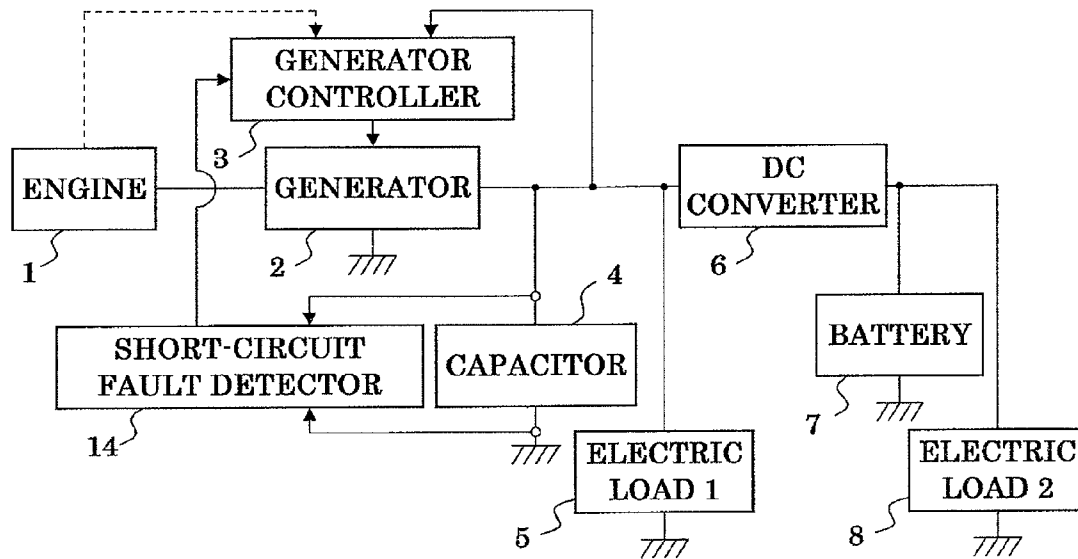 GENERATOR
CONTROLLER
3
ENGINE
1
GENERATOR
2
DC
CONVERTER
6
4
SHORT-CIRCUIT
FAULT DETECTOR
14
CAPACITOR
BATTERY
7
ELECTRIC
LOAD 1
5
ELECTRIC
LOAD 2
8